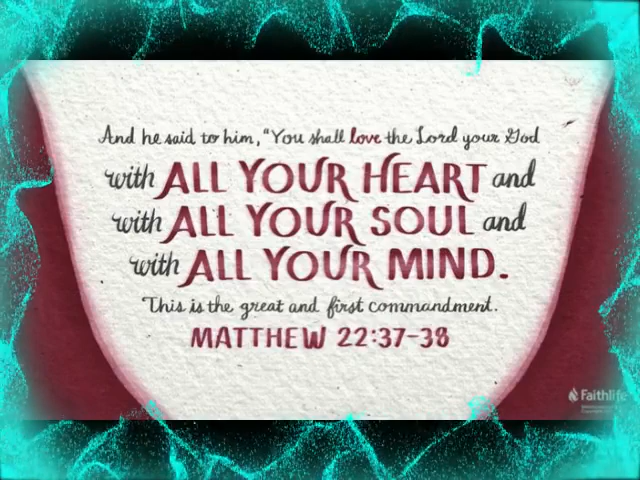 And he said to him, "You shall love the Lord your God
with ALL YOUR HEART and
with ALL YOUR SOUL and
with ALL YOUR MIND.
This is the great and first commandment.
MATTHEW 22:37-38
Faithlife